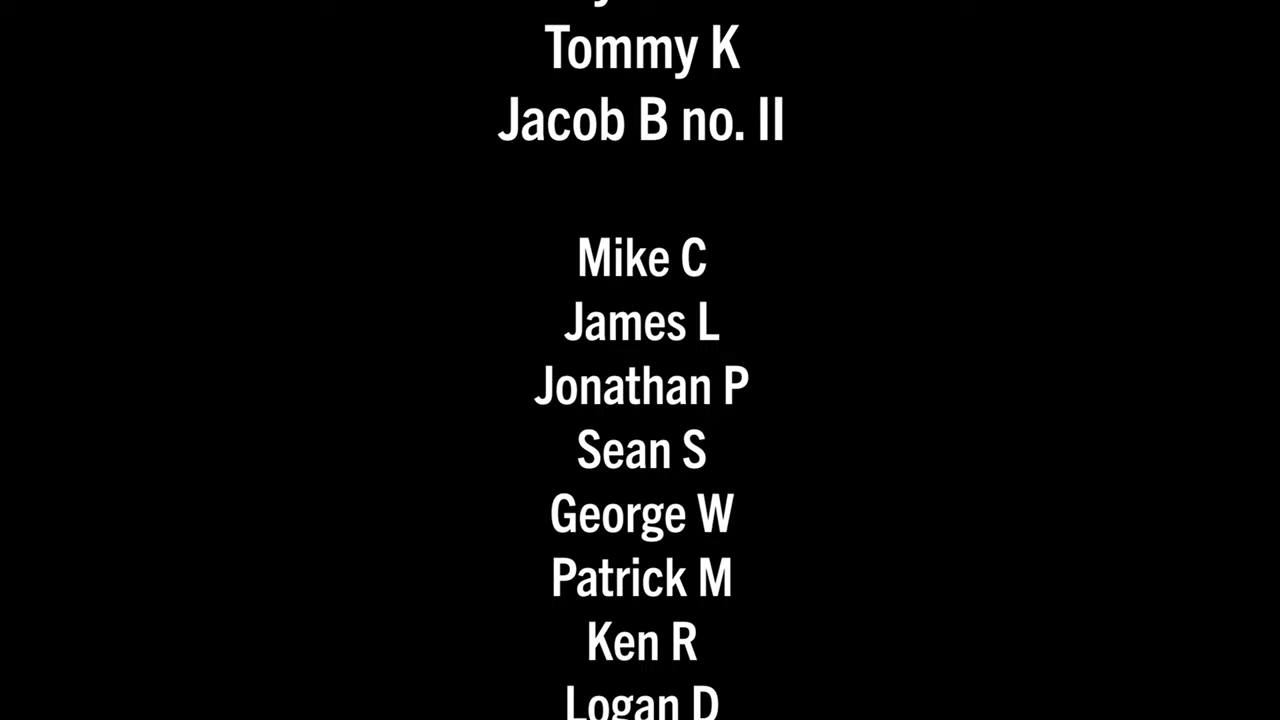 Tommy K
Jacob B no. II
Mike C
James L
Jonathan P
Sean S
George W
Patrick M
Ken R
Logan D